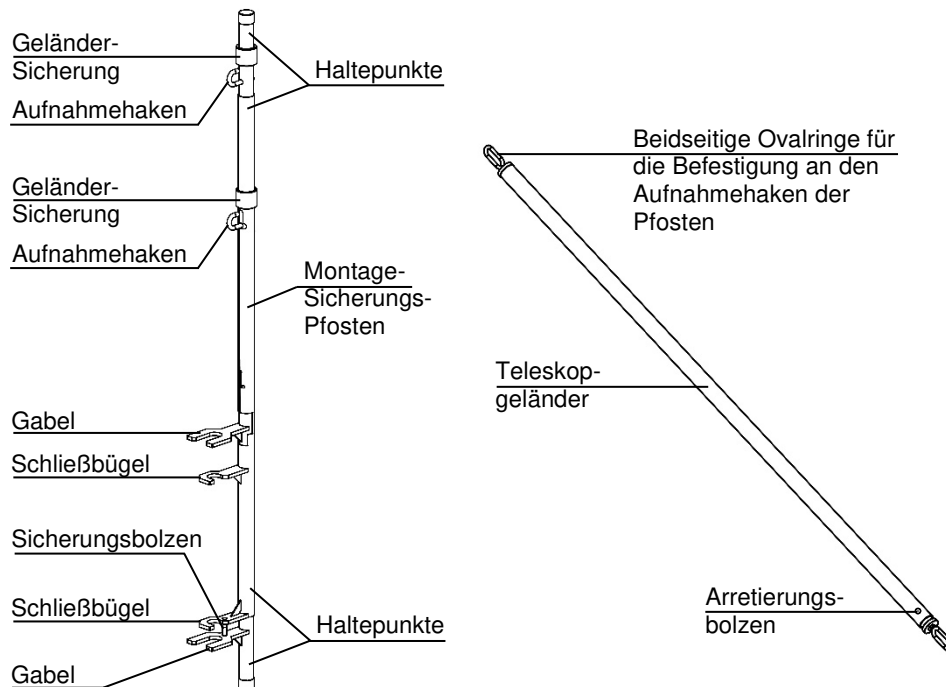 Geländer-
Sicherung
Aufnahmehaken
Geländer-
Sicherung
Aufnahmehaken
Gabel
Schließbügel
Sicherungsbolzen
Schließbügel
Gabel
Haltepunkte
Montage-
Sicherungs-
Pfosten
Haltepunkte
Beidseitige Ovalringe für
die Befestigung an den
Aufnahmehaken der
Pfosten
Teleskop-
geländer
Arretierungs-
bolzen